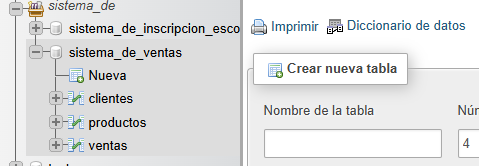 sistema_de
sistema_de_inscripcion_esco
sistema_de_ventas
Nueva
clientes
productos
ventas
Imprimir
Diccionario de datos
Crear nueva tabla
Nombre de la tabla
Nú
4